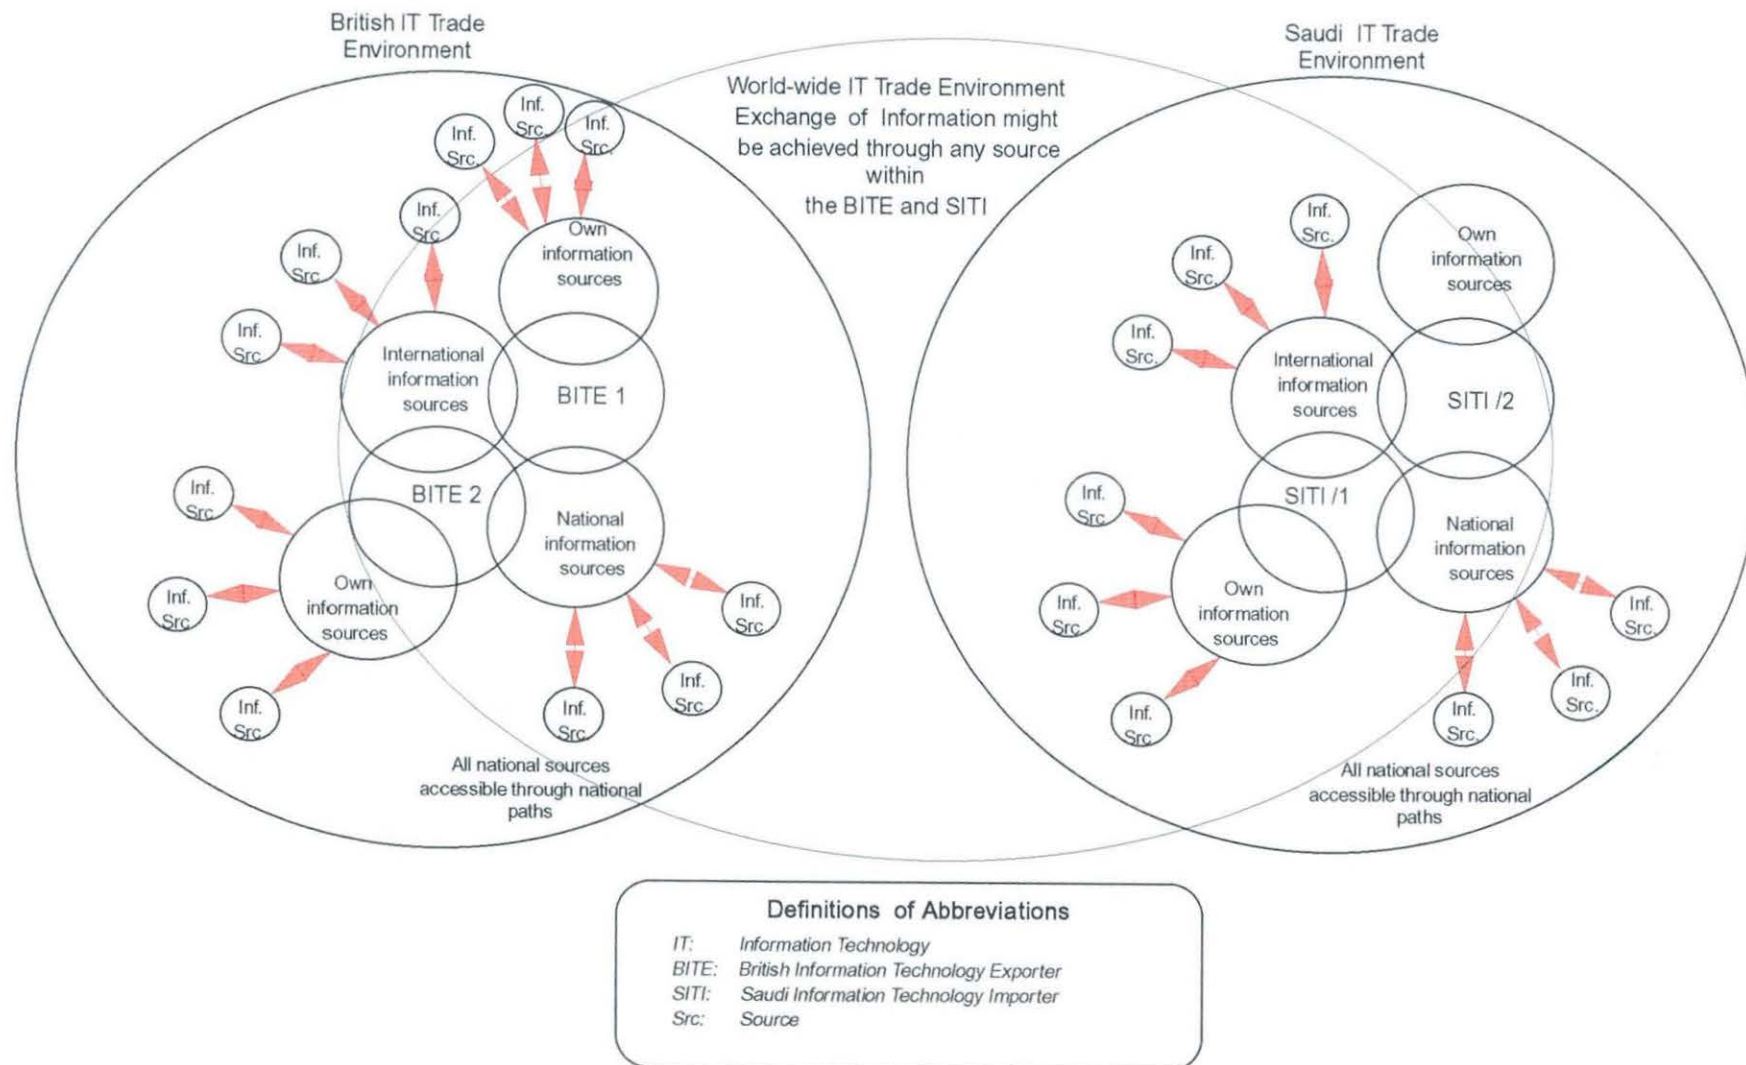 British IT Trade
Environment
Saudi IT Trade
Environment
World-wide IT Trade Environment
Exchange of Information might
be achieved through any source
within
the BITE and SITI
Inf.
Src.
Inf.
Src.
Inf.
Src.
Inf.
Src
Inf.
Src
Inf.
Src
Own
information
sources
International
information
sources
BITE 1
BITE 2
Inf.
Src
Inf.
Src
Inf.
Src
Own
information
sources
National
information
sources
Inf.
Src
Inf.
Src
Inf.
Src
All national sources
accessible through national
paths
Inf.
Src.
Inf.
Src.
Inf.
Src.
Own
information
sources
International
information
sources
SITI /2
SITI /1
Inf.
Src
Inf.
Src
Inf.
Src
Own
information
sources
National
information
sources
Inf.
Src.
Inf.
Src.
Inf.
Src.
All national sources
accessible through national
paths
Definitions of Abbreviations
IT: Information Technology
BITE: British Information Technology Exporter
SITI: Saudi Information Technology Importer
Src: Source